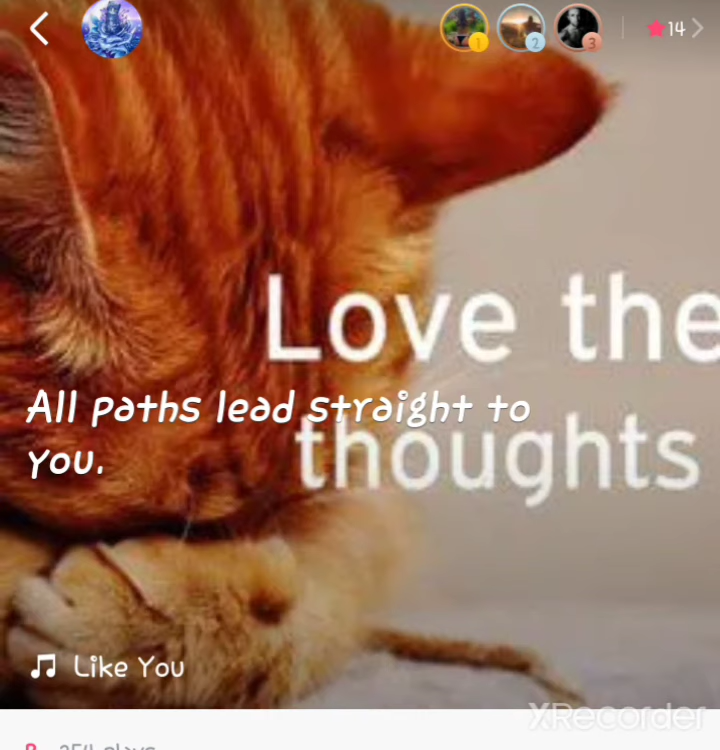 1 2 3 14
Love the
All paths lead straight to
you.
thoughts
Like You
XRecorder